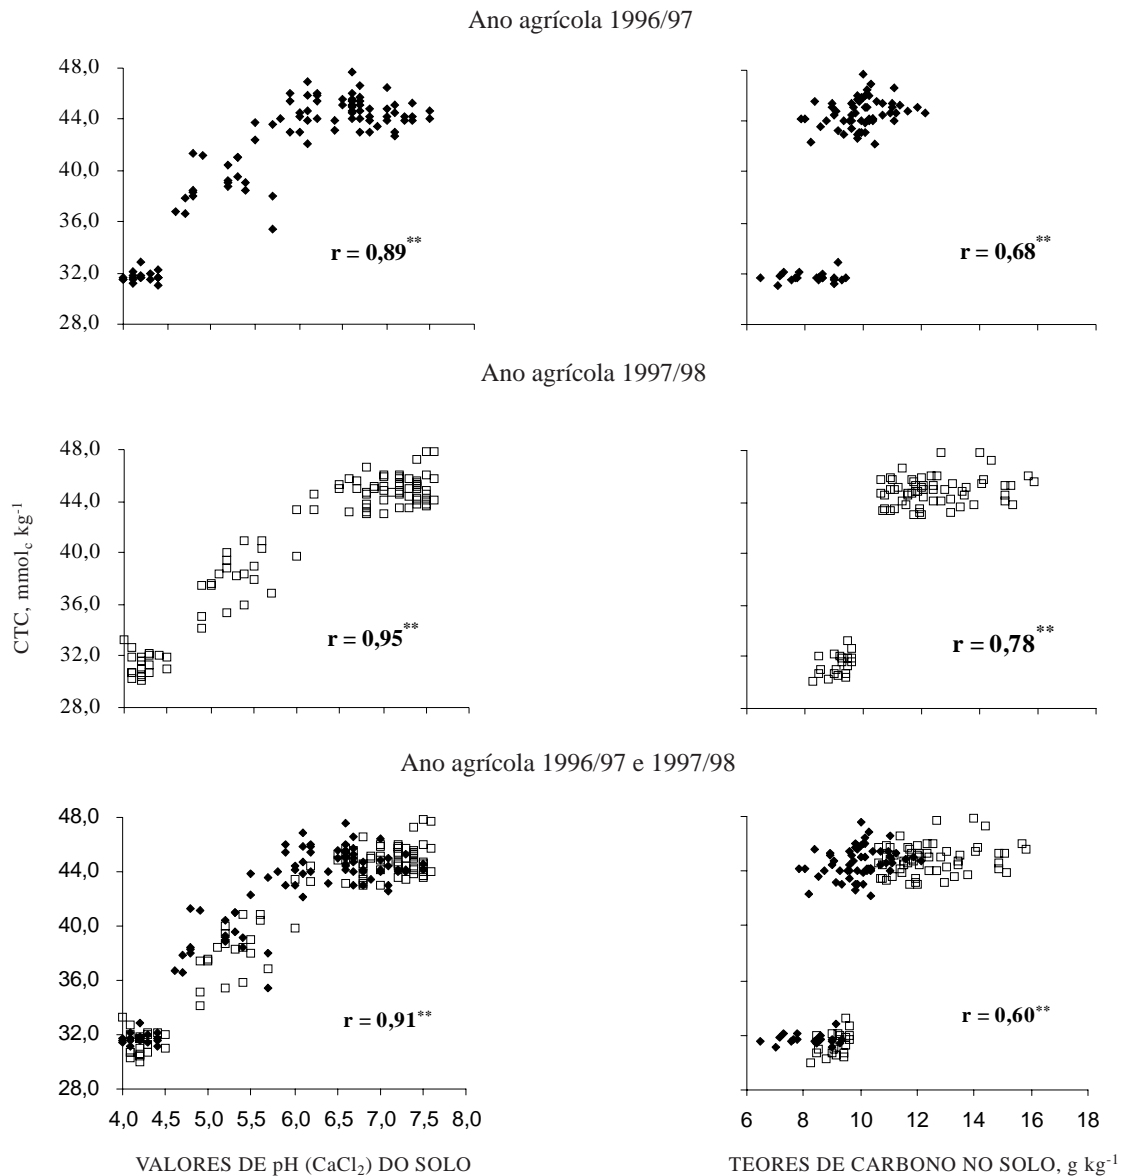 Ano agrícola 1996/97
48,0
44,0
40,0
36,0
32,0
28,0
r = 0,89**
r = 0,68**
Ano agrícola 1997/98
CTC, mmolc kg-1
48,0
44,0
40,0
36,0
32,0
28,0
r = 0,95**
r = 0,78**
Ano agrícola 1996/97 e 1997/98
48,0
44,0
40,0
36,0
32,0
28,0
r = 0,91**
r = 0,60**
4,0 4,5 5,0 5,5 6,0 6,5 7,0 7,5 8,0
6 8 10 12 14 16 18
VALORES DE pH (CaCl2) DO SOLO
TEORES DE CARBONO NO SOLO, g kg-1